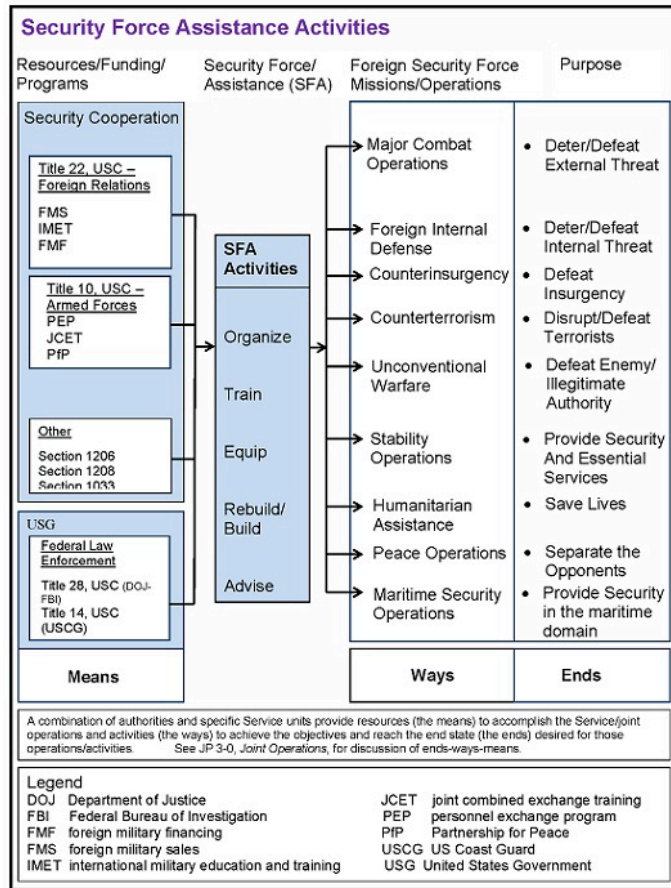 Security Force Assistance Activities
Resources/Funding/
Programs
Security Force/
Assistance (SFA)
Foreign Security Force
Missions/Operations
Purpose
Security Cooperation
Title 22, USC –
Foreign Relations
FMS
IMET
FMF
Title 10, USC –
Armed Forces
PEP
JCET
PfP
Other
Section 1206
Section 1208
Section 1033
USG
Federal Law
Enforcement
Title 28, USC (DOJ-
FBI)
Title 14, USC
(USCG)
Means
SFA
Activities
Organize
Train
Equip
Rebuild/
Build
Advise
Major Combat
Operations
Foreign Internal
Defense
Counterinsurgency
Counterterrorism
Unconventional
Warfare
Stability
Operations
Humanitarian
Assistance
Peace Operations
Maritime Security
Operations
Ways
• Deter/Defeat
External Threat
• Deter/Defeat
Internal Threat
• Defeat
Insurgency
• Disrupt/Defeat
Terrorists
• Defeat Enemy/
Illegitimate
Authority
• Provide Security
And Essential
Services
• Save Lives
• Separate the
Opponents
• Provide Security
in the maritime
domain
Ends
A combination of authorities and specific Service units provide resources (the means) to accomplish the Service/joint
operations and activities (the ways) to achieve the objectives and reach the end state (the ends) desired for those
operations/activities. See JP 3-0, Joint Operations, for discussion of ends-ways-means.
Legend
DOJ Department of Justice
FBI Federal Bureau of Investigation
FMF foreign military financing
FMS foreign military sales
IMET international military education and training
JCET joint combined exchange training
PEP personnel exchange program
PfP Partnership for Peace
USCG US Coast Guard
USG United States Government